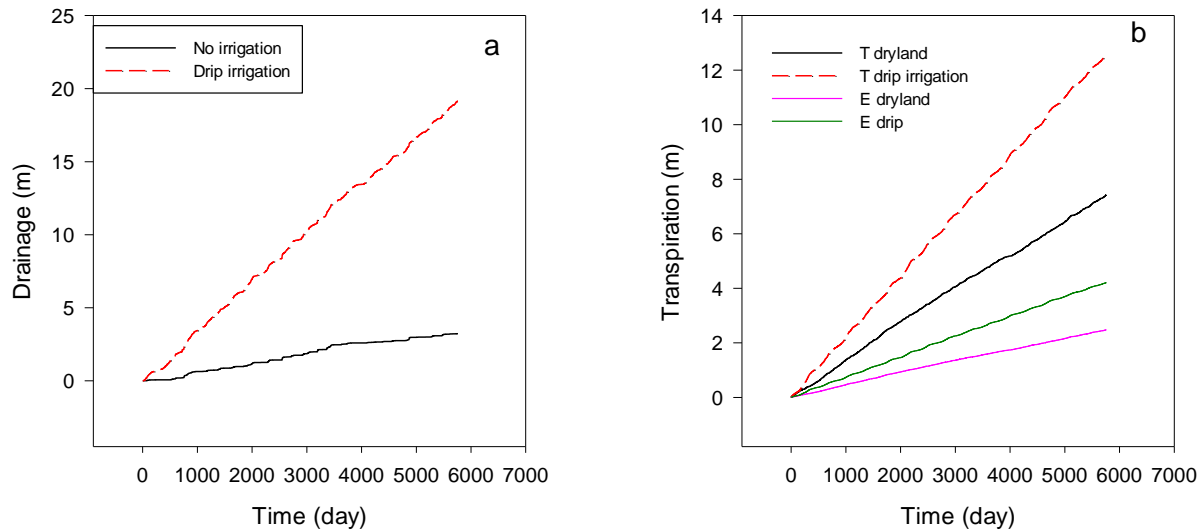 a
No irrigation
Drip irrigation
25
20
15
10
5
0
Drainage (m)
0 1000 2000 3000 4000 5000 6000 7000
Time (day)
b
T dryland
T drip irrigation
E dryland
E drip
14
12
10
8
6
4
2
0
Transpiration (m)
0 1000 2000 3000 4000 5000 6000 7000
Time (day)